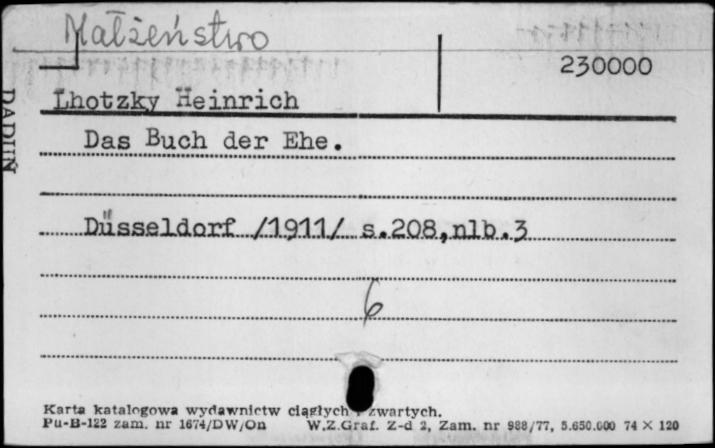 Małżeństwo
230000
Lhotzky Heinrich
Das Buch der Ehe.
Düsseldorf /1911/ s.208,nlb.3
6
Karta katalogowa wydawnictw ciągłych i zwartych.
Pu-B-122 zam. nr 1674/DW/On W.Z.Graf. Z-d 2, Zam. nr 988/77, 5.650.000 74 × 120